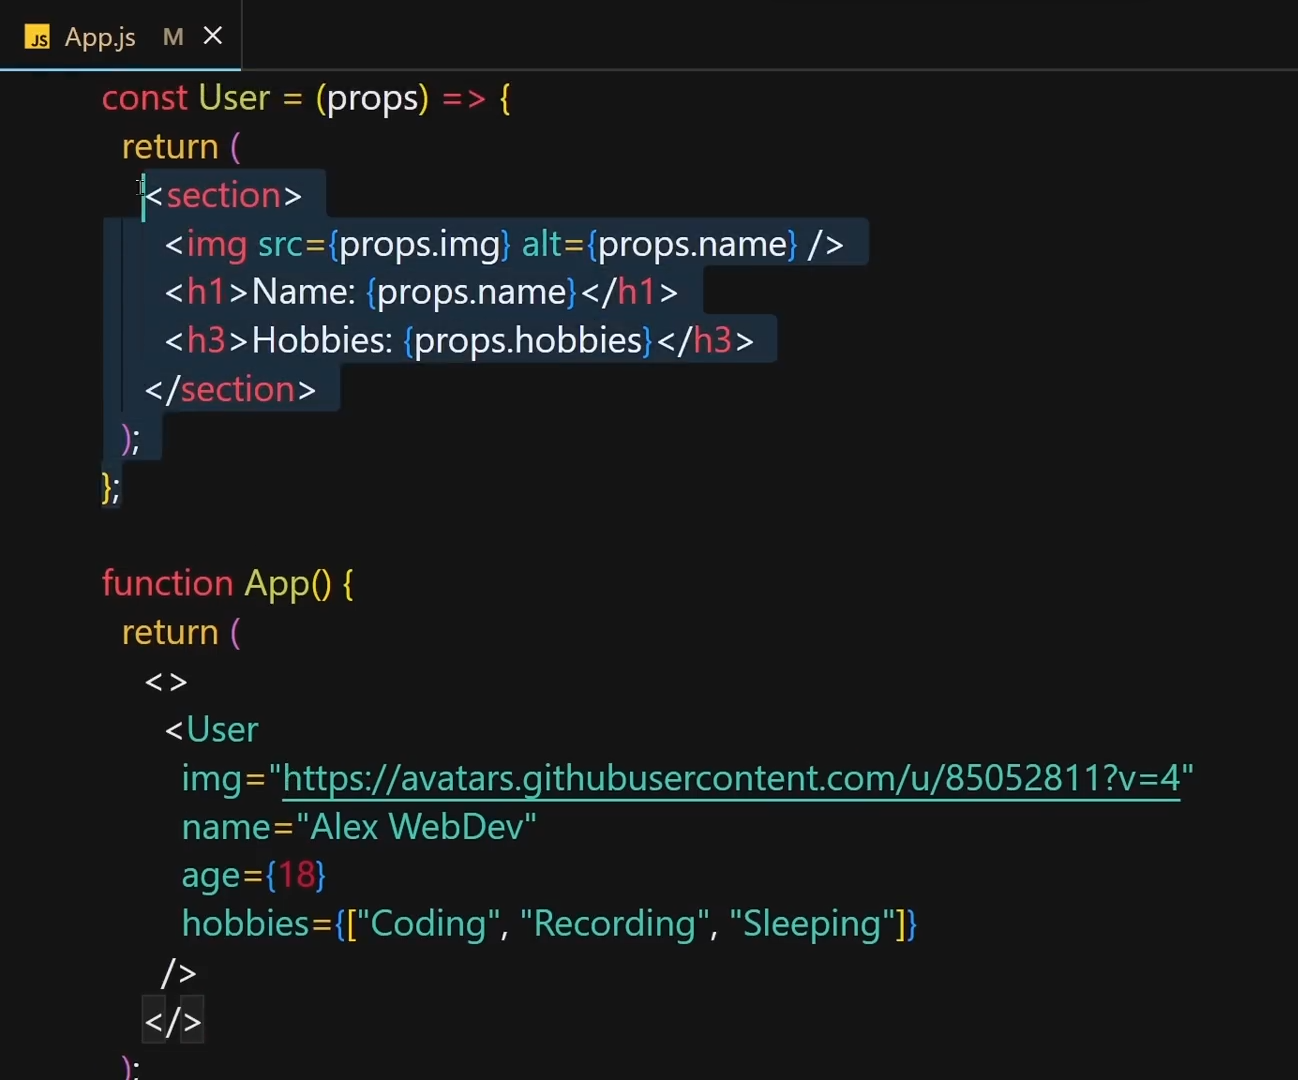 JS App.js M
const User = (props) => {
return (
<section>
<img src={props.img} alt={props.name} />
<h1>Name: {props.name}</h1>
<h3>Hobbies: {props.hobbies}</h3>
</section>
);
};
function App() {
return (
<>
<User
img="https://avatars.githubusercontent.com/u/85052811?v=4"
name="Alex WebDev"
age={18}
hobbies={["Coding", "Recording", "Sleeping"]}
/>
</>
);